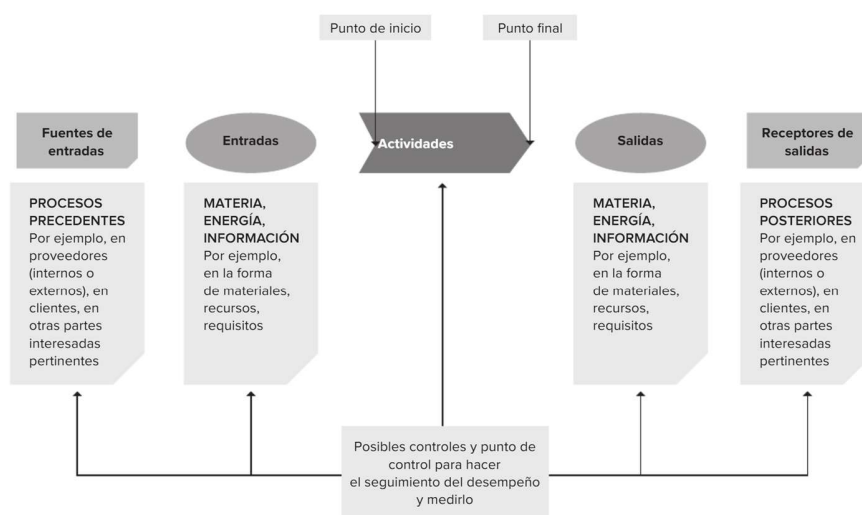 Punto de inicio
Punto final
Fuentes de
entradas
Entradas
Actividades
Salidas
Receptores de
salidas
PROCESOS
PRECEDENTES
Por ejemplo, en
proveedores
(internos o
externos), en
clientes, en
otras partes
interesadas
pertinentes
MATERIA,
ENERGÍA,
INFORMACIÓN
Por ejemplo,
en la forma
de materiales,
recursos,
requisitos
MATERIA,
ENERGÍA,
INFORMACIÓN
Por ejemplo,
en la forma
de materiales,
recursos,
requisitos
PROCESOS
POSTERIORES
Por ejemplo, en
proveedores
(internos o
externos), en
clientes, en
otras partes
interesadas
pertinentes
Posibles controles y punto de
control para hacer
el seguimiento del desempeño
y medirlo